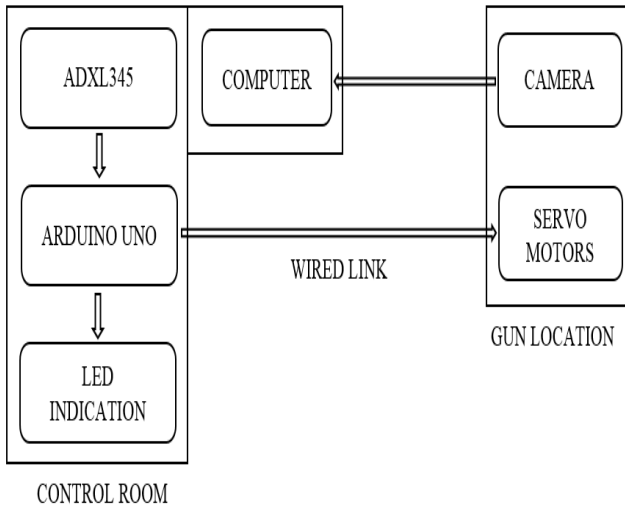 ADXL345
COMPUTER
CAMERA
ARDUINO UNO
SERVO
MOTORS
WIRED LINK
GUN LOCATION
LED
INDICATION
CONTROL ROOM